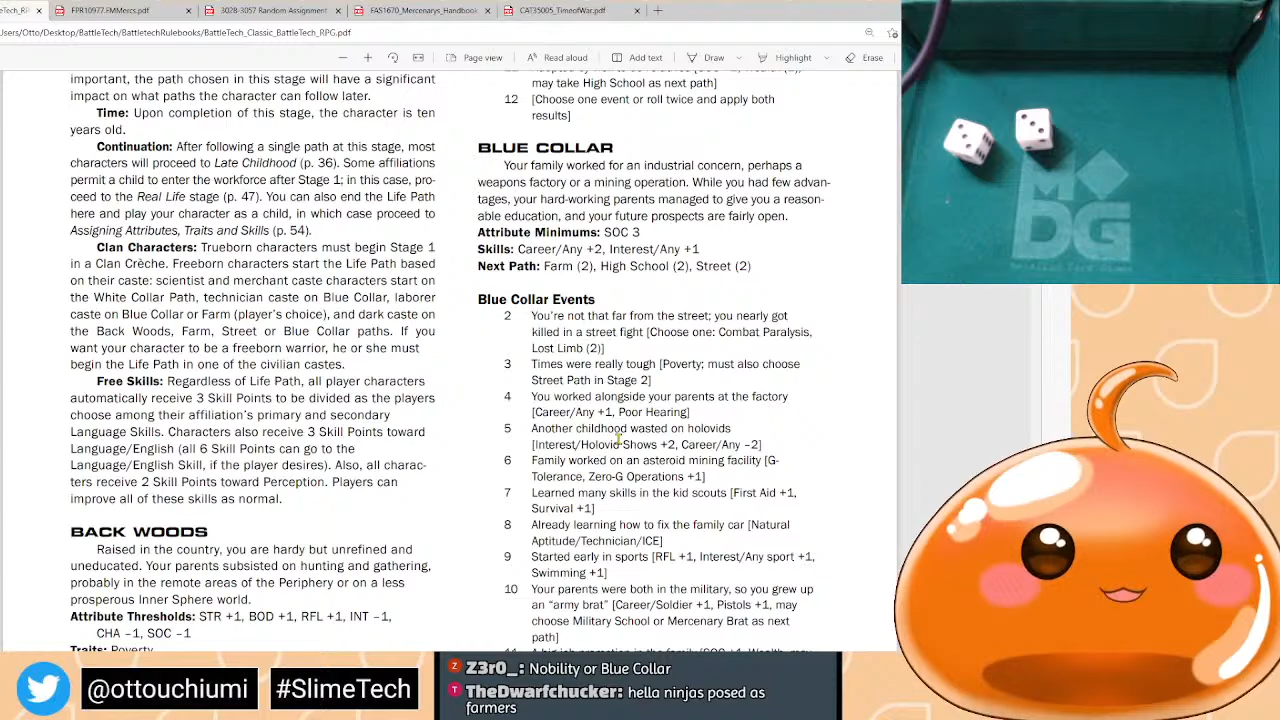 eTech_RP
FPR10977.EMMercs.pdf
3028-3057 Random Assignment
FAS1670_Mercenarys_Handbook
CAT35005_TimeofWar.pdf
Users/Otto/Desktop/BattleTech/BattletechRulebooks/BattleTech_Classic_BattleTech_RPG.pdf
Page view
Read aloud
Add text
Draw
Highlight
Erase
important, the path chosen in this stage will have a significant
impact on what paths the character can follow later.
Time: Upon completion of this stage, the character is ten
years old.
Continuation: After following a single path at this stage, most
characters will proceed to Late Childhood (p. 36). Some affiliations
permit a child to enter the workforce after Stage 1; in this case, pro-
ceed to the Real Life stage (p. 47). You can also end the Life Path
here and play your character as a child, in which case proceed to
Assigning Attributes, Traits and Skills (p. 54).
Clan Characters: Trueborn characters must begin Stage 1
in a Clan Crèche. Freeborn characters start the Life Path based
on their caste: scientist and merchant caste characters start on
the White Collar Path, technician caste on Blue Collar, laborer
caste on Blue Collar or Farm (player's choice), and dark caste on
the Back Woods, Farm, Street or Blue Collar paths. If you
want your character to be a freeborn warrior, he or she must
begin the Life Path in one of the civilian castes.
Free Skills: Regardless of Life Path, all player characters
automatically receive 3 Skill Points to be divided as the players
choose among their affiliation's primary and secondary
Language Skills. Characters also receive 3 Skill Points toward
Language/English (all 6 Skill Points can go to the
Language/English Skill, if the player desires). Also, all charac-
ters receive 2 Skill Points toward Perception. Players can
improve all of these skills as normal.
BACK WOODS
Raised in the country, you are hardy but unrefined and
uneducated. Your parents subsisted on hunting and gathering,
probably in the remote areas of the Periphery or on a less
prosperous Inner Sphere world.
Attribute Thresholds: STR +1, BOD +1, RFL +1, INT –1,
CHA –1, SOC –1
Traits: Poverty
may take High School as next path]
12 [Choose one event or roll twice and apply both
results]
BLUE COLLAR
Your family worked for an industrial concern, perhaps a
weapons factory or a mining operation. While you had few advan-
tages, your hard-working parents managed to give you a reason-
able education, and your future prospects are fairly open.
Attribute Minimums: SOC 3
Skills: Career/Any +2, Interest/Any +1
Next Path: Farm (2), High School (2), Street (2)
Blue Collar Events
2 You're not that far from the street; you nearly got
killed in a street fight [Choose one: Combat Paralysis,
Lost Limb (2)]
3 Times were really tough [Poverty; must also choose
Street Path in Stage 2]
4 You worked alongside your parents at the factory
[Career/Any +1, Poor Hearing]
5 Another childhood wasted on holovids
[Interest/Holovid Shows +2, Career/Any –2]
6 Family worked on an asteroid mining facility [G-
Tolerance, Zero-G Operations +1]
7 Learned many skills in the kid scouts [First Aid +1,
Survival +1]
8 Already learning how to fix the family car [Natural
Aptitude/Technician/ICE]
9 Started early in sports [RFL +1, Interest/Any sport +1,
Swimming +1]
10 Your parents were both in the military, so you grew up
an “army brat” [Career/Soldier +1, Pistols +1, may
choose Military School or Mercenary Brat as next
path]
M
DG
@ottouchiumi
#SlimeTech
Z Z3r0_: Nobility or Blue Collar
T TheDwarfchucker: hella ninjas posed as
farmers